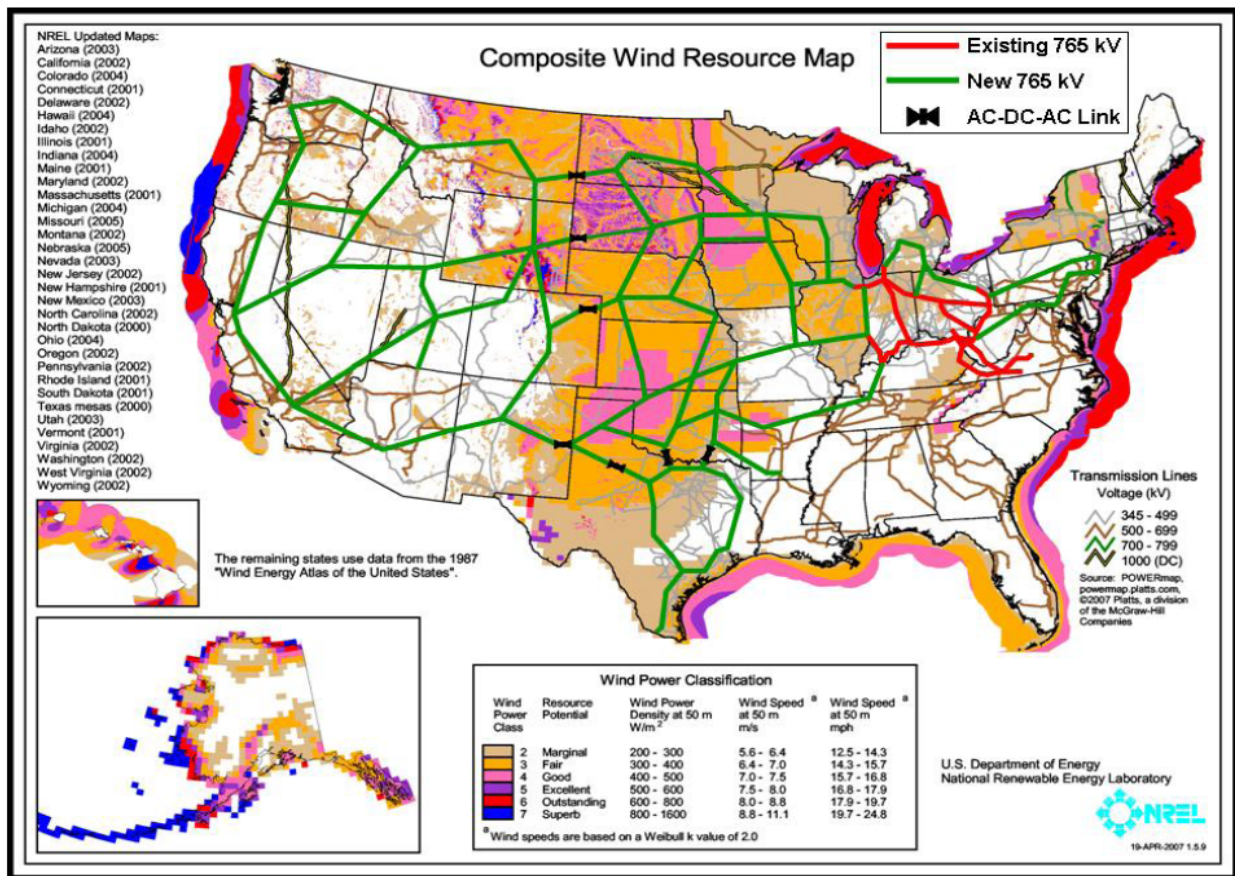 NREL Updated Maps:
Arizona (2003)
California (2002)
Colorado (2004)
Connecticut (2001)
Delaware (2002)
Hawaii (2004)
Idaho (2002)
Illinois (2001)
Indiana (2004)
Maine (2001)
Maryland (2002)
Massachusetts (2001)
Michigan (2004)
Missouri (2005)
Montana (2002)
Nebraska (2005)
Nevada (2003)
New Jersey (2002)
New Hampshire (2001)
New Mexico (2003)
North Carolina (2002)
North Dakota (2000)
Ohio (2004)
Oregon (2002)
Pennsylvania (2002)
Rhode Island (2001)
South Dakota (2001)
Texas mesas (2000)
Utah (2003)
Vermont (2001)
Virginia (2002)
Washington (2002)
West Virginia (2002)
Wyoming (2002)
Composite Wind Resource Map
Existing 765 kV
New 765 kV
AC-DC-AC Link
Transmission Lines
Voltage (kV)
345 - 499
500 - 699
700 - 799
1000 (DC)
Source: POWERmap,
powermap.platts.com,
©2007 Platts, a division
of the McGraw-Hill
Companies
The remaining states use data from the 1987
"Wind Energy Atlas of the United States".
Wind Power Classification
Wind Resource Wind Power Wind Speed a Wind Speed a
Power Potential Density at 50 m at 50 m at 50 m
Class W/m 2 m/s mph
2 Marginal 200 - 300 5.6 - 6.4 12.5 - 14.3
3 Fair 300 - 400 6.4 - 7.0 14.3 - 15.7
4 Good 400 - 500 7.0 - 7.5 15.7 - 16.8
5 Excellent 500 - 600 7.5 - 8.0 16.8 - 17.9
6 Outstanding 600 - 800 8.0 - 8.8 17.9 - 19.7
7 Superb 800 - 1600 8.8 - 11.1 19.7 - 24.8
a Wind speeds are based on a Weibull k value of 2.0
U.S. Department of Energy
National Renewable Energy Laboratory
NREL
19-APR-2007 1.5.9